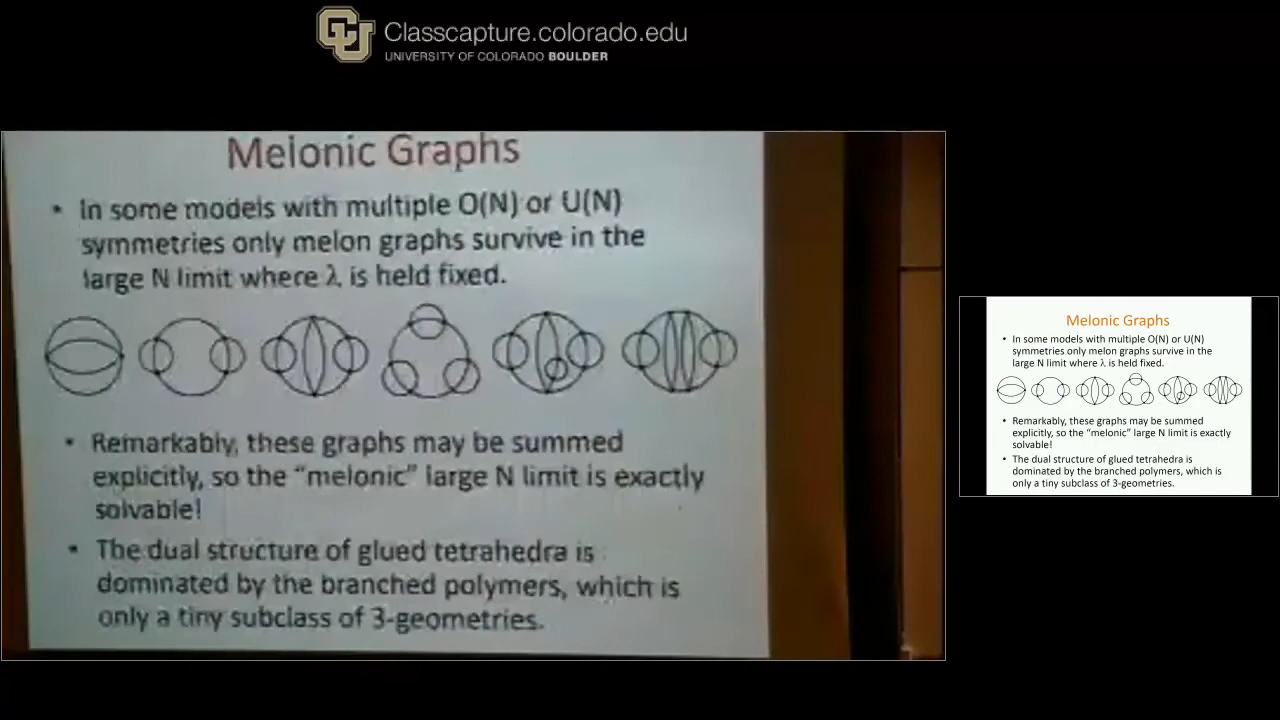 Classcapture.colorado.edu
UNIVERSITY OF COLORADO BOULDER
Melonic Graphs
• In some models with multiple O(N) or U(N)
symmetries only melon graphs survive in the
large N limit where λ is held fixed.
• Remarkably, these graphs may be summed
explicitly, so the “melonic” large N limit is exactly
solvable!
• The dual structure of glued tetrahedra is
dominated by the branched polymers, which is
only a tiny subclass of 3-geometries.
Melonic Graphs
• In some models with multiple O(N) or U(N)
symmetries only melon graphs survive in the
large N limit where λ is held fixed.
• Remarkably, these graphs may be summed
explicitly, so the “melonic” large N limit is exactly
solvable!
• The dual structure of glued tetrahedra is
dominated by the branched polymers, which is
only a tiny subclass of 3-geometries.